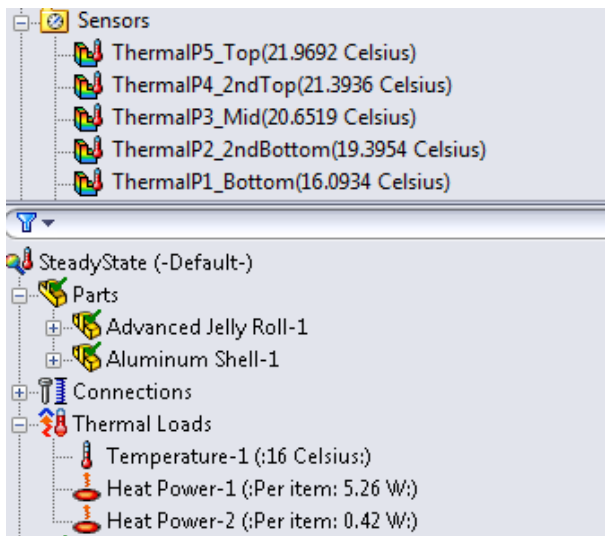 Sensors
ThermalP5_Top(21.9692 Celsius)
ThermalP4_2ndTop(21.3936 Celsius)
ThermalP3_Mid(20.6519 Celsius)
ThermalP2_2ndBottom(19.3954 Celsius)
ThermalP1_Bottom(16.0934 Celsius)
SteadyState (-Default-)
Parts
Advanced Jelly Roll-1
Aluminum Shell-1
Connections
Thermal Loads
Temperature-1 (:16 Celsius:)
Heat Power-1 (:Per item: 5.26 W:)
Heat Power-2 (:Per item: 0.42 W:)